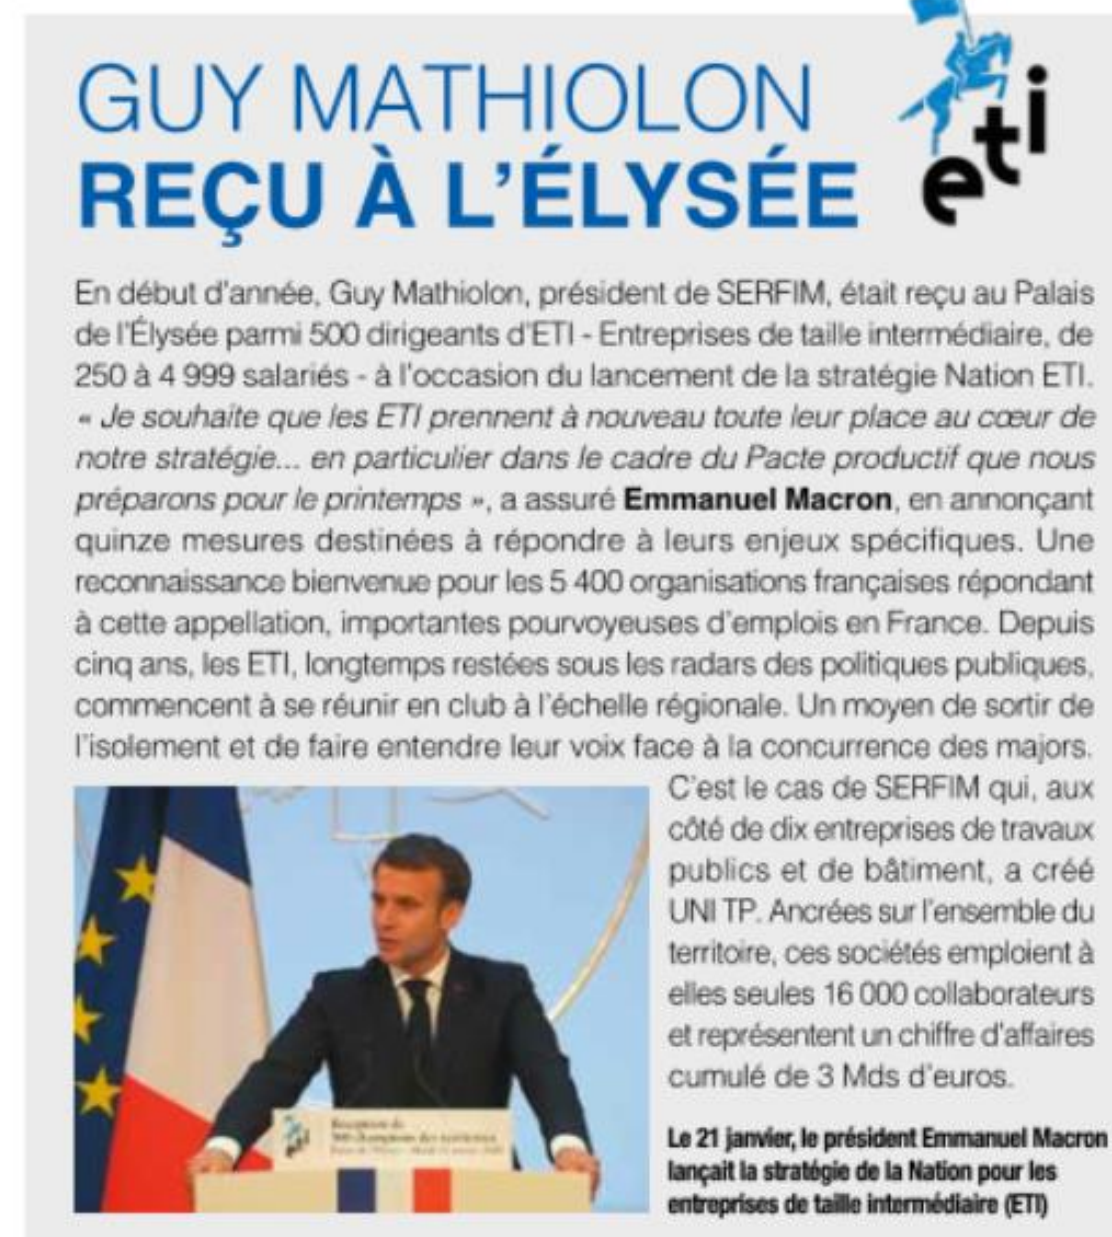 GUY MATHIOLON
REÇU À L'ÉLYSÉE
eti
En début d'année, Guy Mathiolon, président de SERFIM, était reçu au Palais
de l'Élysée parmi 500 dirigeants d'ETI - Entreprises de taille intermédiaire, de
250 à 4 999 salariés - à l'occasion du lancement de la stratégie Nation ETI.
« Je souhaite que les ETI prennent à nouveau toute leur place au cœur de
notre stratégie... en particulier dans le cadre du Pacte productif que nous
préparons pour le printemps », a assuré Emmanuel Macron, en annonçant
quinze mesures destinées à répondre à leurs enjeux spécifiques. Une
reconnaissance bienvenue pour les 5 400 organisations françaises répondant
à cette appellation, importantes pourvoyeuses d'emplois en France. Depuis
cinq ans, les ETI, longtemps restées sous les radars des politiques publiques,
commencent à se réunir en club à l'échelle régionale. Un moyen de sortir de
l'isolement et de faire entendre leur voix face à la concurrence des majors.
C'est le cas de SERFIM qui, aux
côté de dix entreprises de travaux
publics et de bâtiment, a créé
UNI TP. Ancrées sur l'ensemble du
territoire, ces sociétés emploient à
elles seules 16 000 collaborateurs
et représentent un chiffre d'affaires
cumulé de 3 Mds d'euros.
eti
Réception de
500 champions des territoires
Le 21 janvier, le président Emmanuel Macron
lançait la stratégie de la Nation pour les
entreprises de taille intermédiaire (ETI)